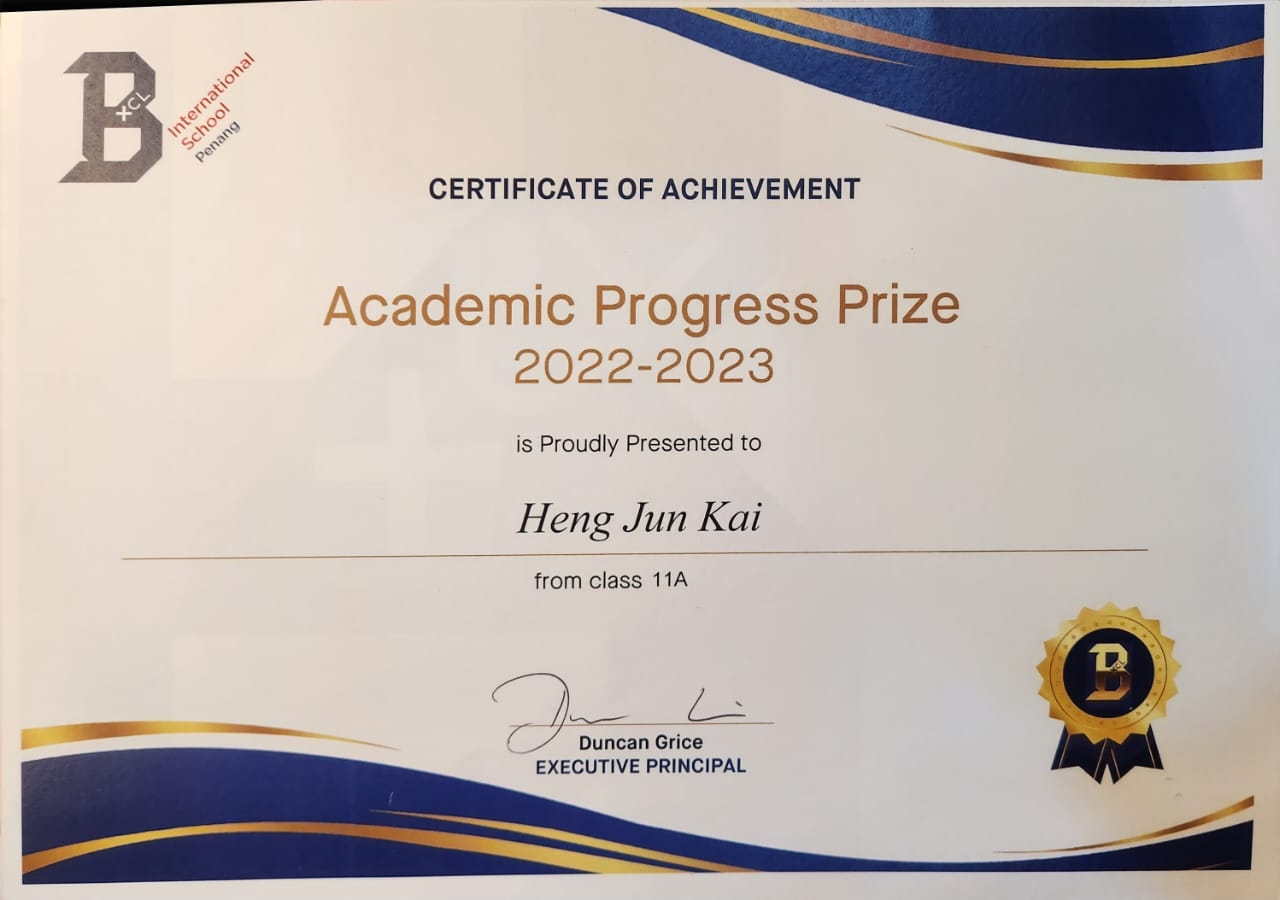 B
+CL
International
School
Penang
CERTIFICATE OF ACHIEVEMENT
Academic Progress Prize
2022-2023
is Proudly Presented to
Heng Jun Kai
from class 11A
Duncan Grice
EXECUTIVE PRINCIPAL
B